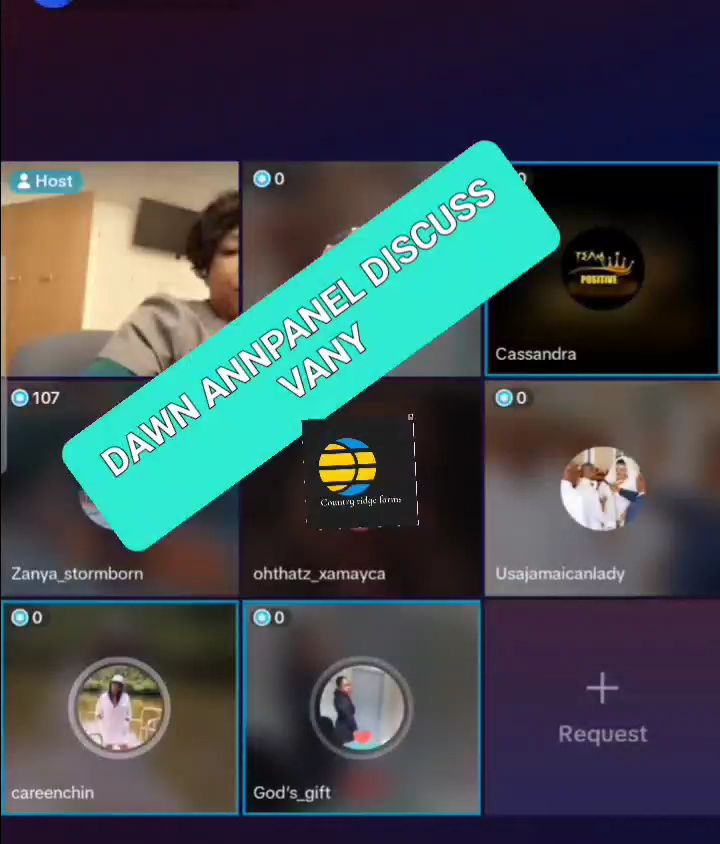 Host
0
DAWN ANNPANEL DISCUSS
VANY
TEAM
POSITIVE
Cassandra
107
0
Country ridge farms
Zanya_stormborn
ohthatz_xamayca
Usajamaicanlady
0
0
+
Request
careenchin
God's_gift